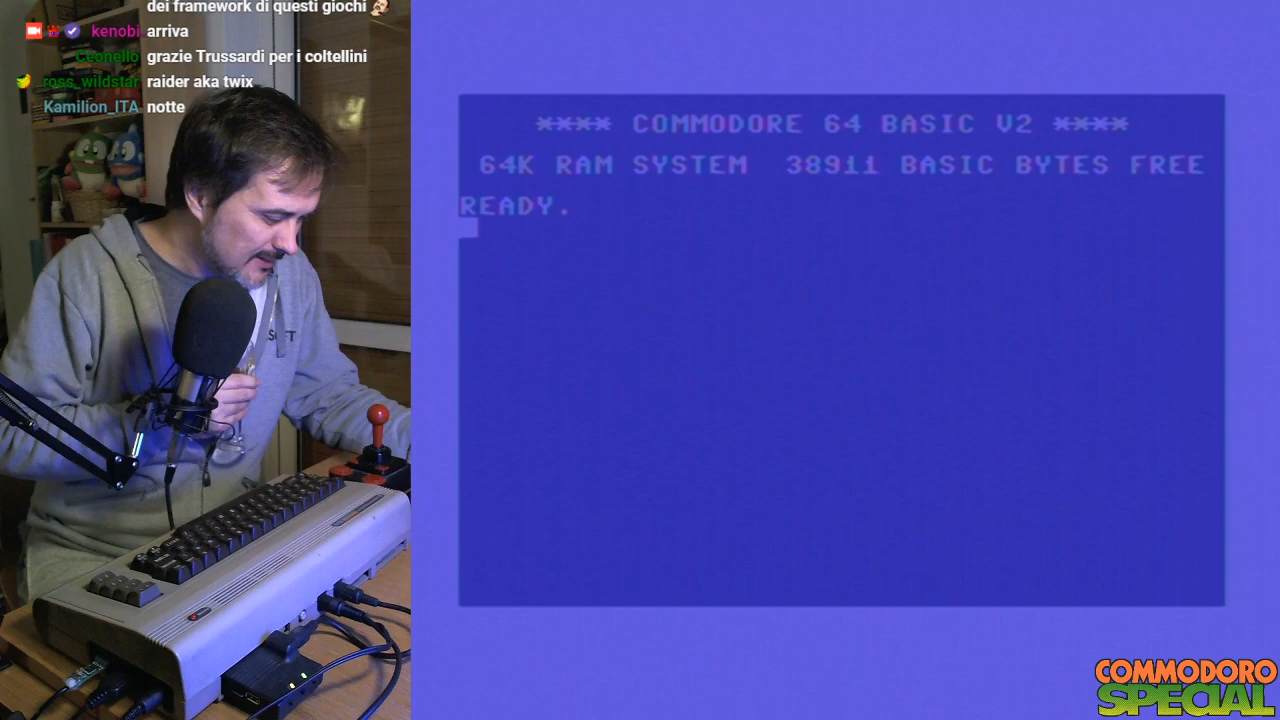 dei framework di questi giochi
kenobi arriva
Ceonello grazie Trussardi per i coltellini
ross_wildstar raider aka twix
Kamilion_ITA notte
**** COMMODORE 64 BASIC V2 ****
64K RAM SYSTEM 38911 BASIC BYTES FREE
READY.
COMMODORO
SPECIAL